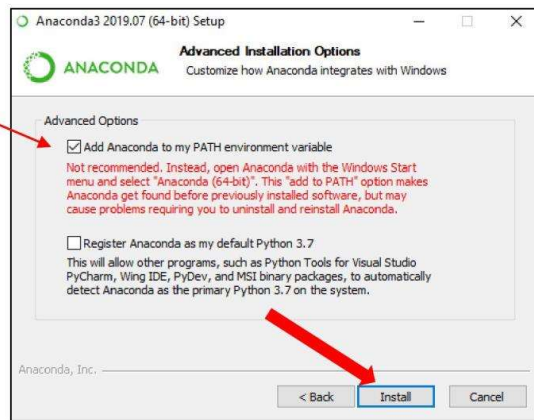 Anaconda3 2019.07 (64-bit) Setup
ANACONDA
Advanced Installation Options
Customize how Anaconda integrates with Windows
Advanced Options
Add Anaconda to my PATH environment variable
Not recommended. Instead, open Anaconda with the Windows Start
menu and select "Anaconda (64-bit)". This "add to PATH" option makes
Anaconda get found before previously installed software, but may
cause problems requiring you to uninstall and reinstall Anaconda.
Register Anaconda as my default Python 3.7
This will allow other programs, such as Python Tools for Visual Studio
PyCharm, Wing IDE, PyDev, and MSI binary packages, to automatically
detect Anaconda as the primary Python 3.7 on the system.
Anaconda, Inc.
< Back Install Cancel